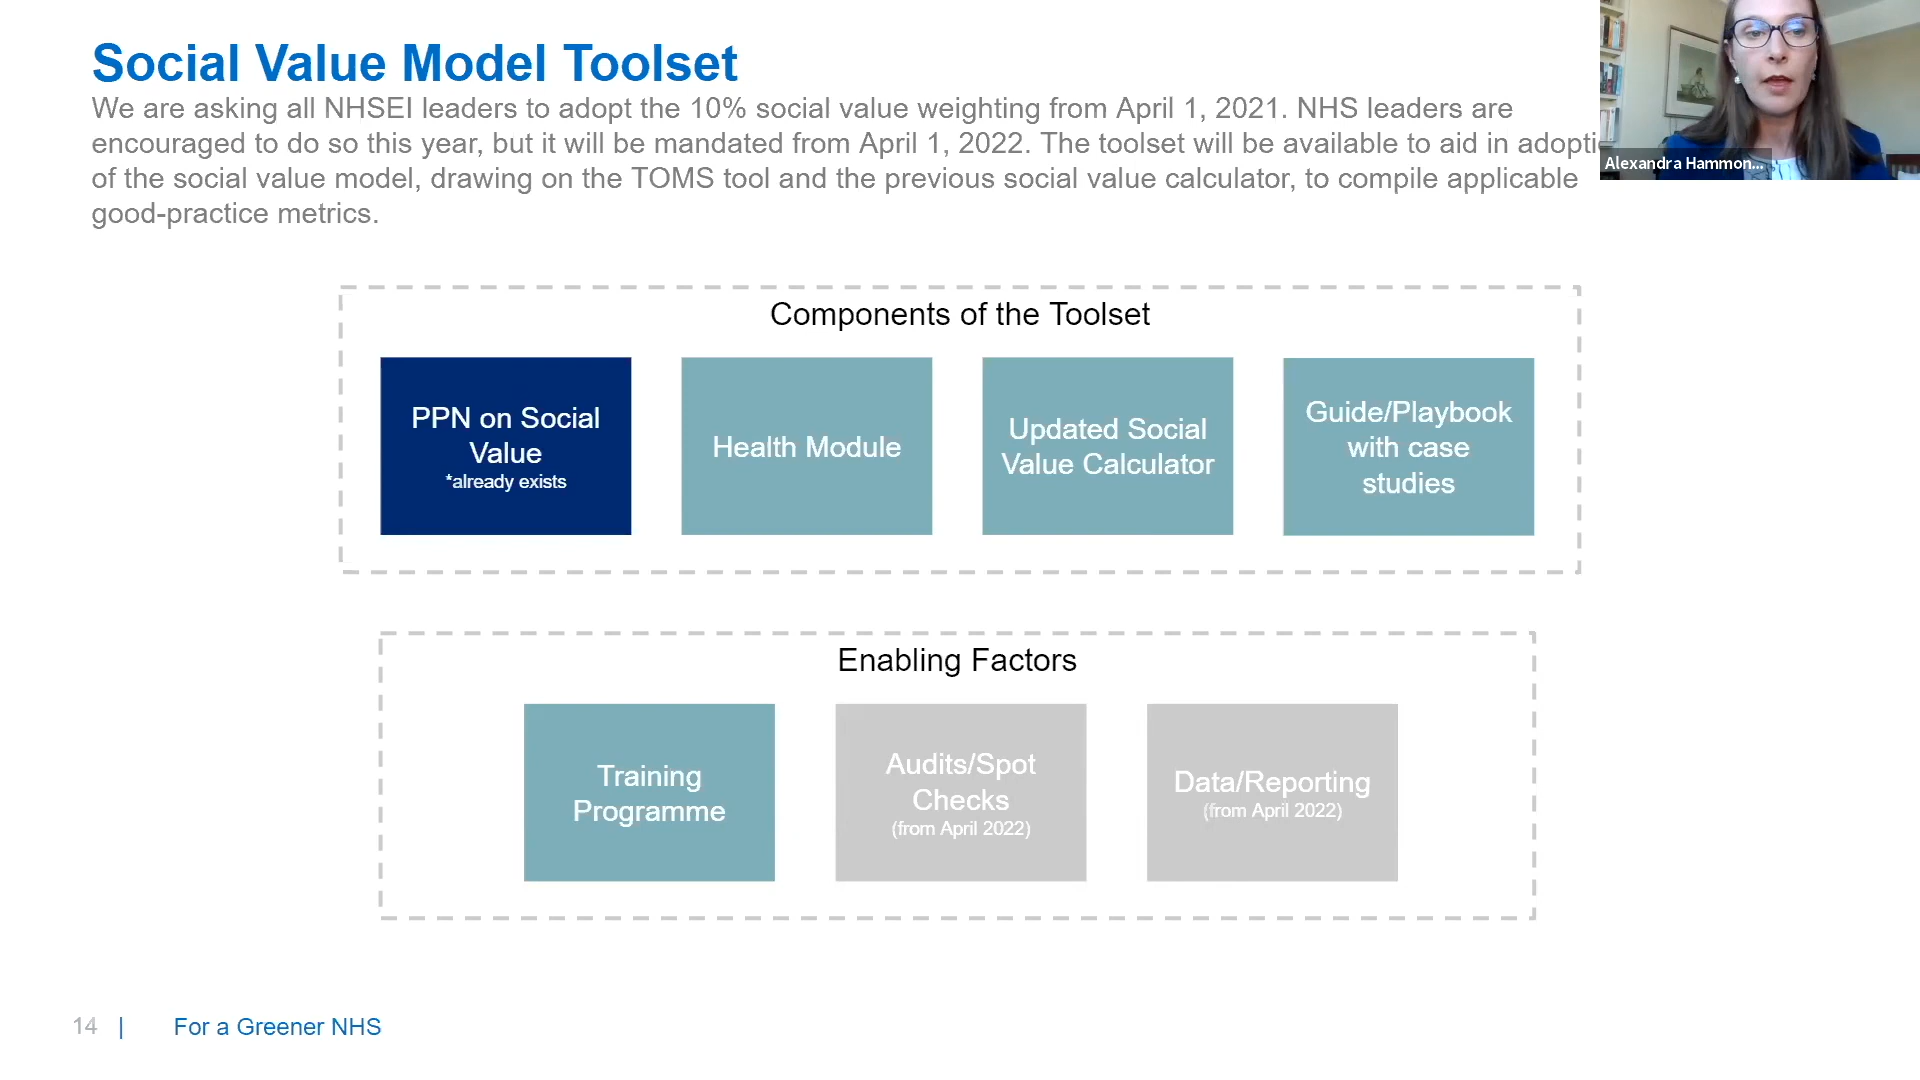 Social Value Model Toolset
We are asking all NHSEI leaders to adopt the 10% social value weighting from April 1, 2021. NHS leaders are
encouraged to do so this year, but it will be mandated from April 1, 2022. The toolset will be available to aid in adopti
of the social value model, drawing on the TOMS tool and the previous social value calculator, to compile applicable
good-practice metrics.
Alexandra Hammon...
Components of the Toolset
PPN on Social
Value
*already exists
Health Module
Updated Social
Value Calculator
Guide/Playbook
with case
studies
Enabling Factors
Training
Programme
Audits/Spot
Checks
(from April 2022)
Data/Reporting
(from April 2022)
14 | For a Greener NHS